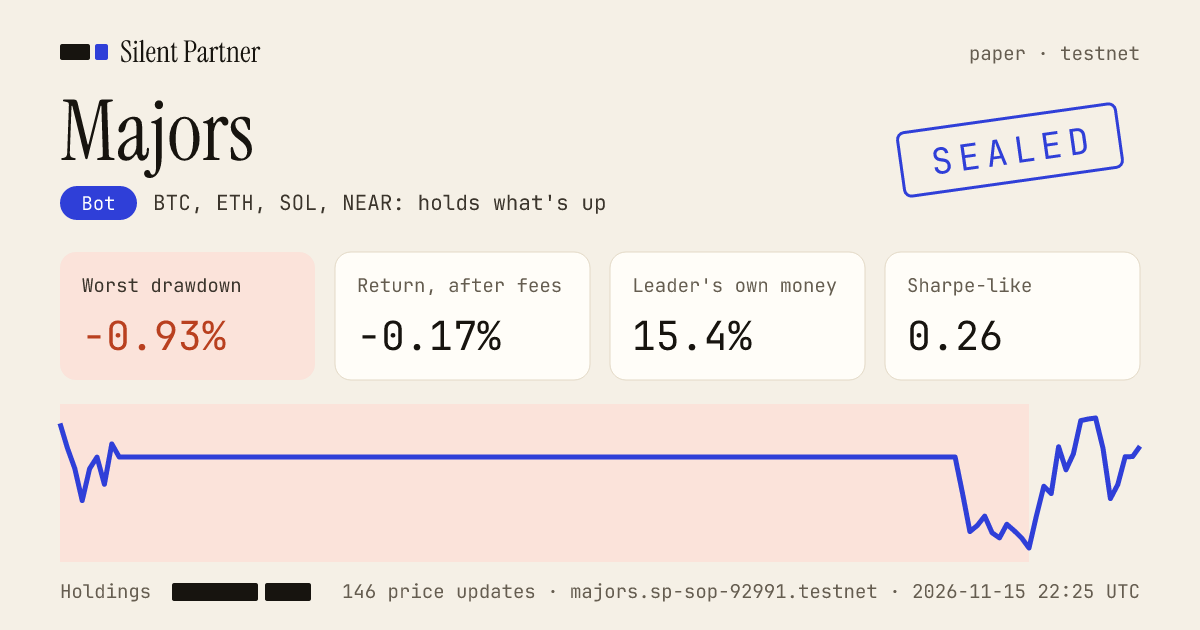 Silent Partner
paper · testnet
Majors
SEALED
Bot
BTC, ETH, SOL, NEAR: holds what's up
Worst drawdown
-0.93%
Return, after fees
-0.17%
Leader's own money
15.4%
Sharpe-like
0.26
Holdings
146 price updates · majors.sp-sop-92991.testnet · 2026-11-15 22:25 UTC